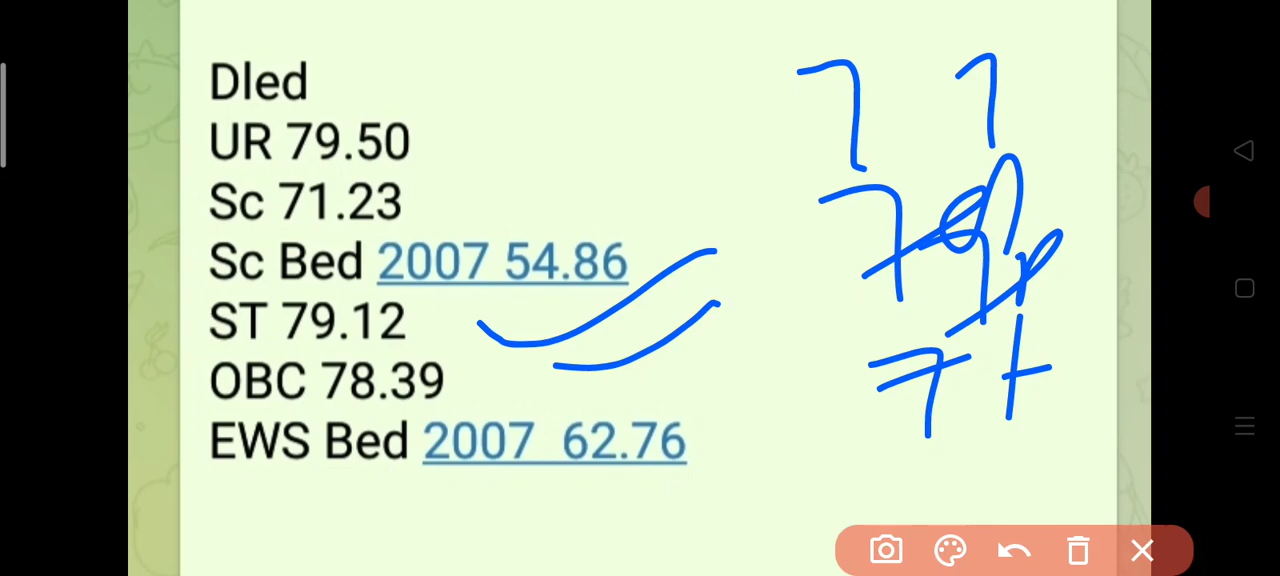 Dled
UR 79.50
Sc 71.23
Sc Bed 2007 54.86
ST 79.12
OBC 78.39
EWS Bed 2007 62.76